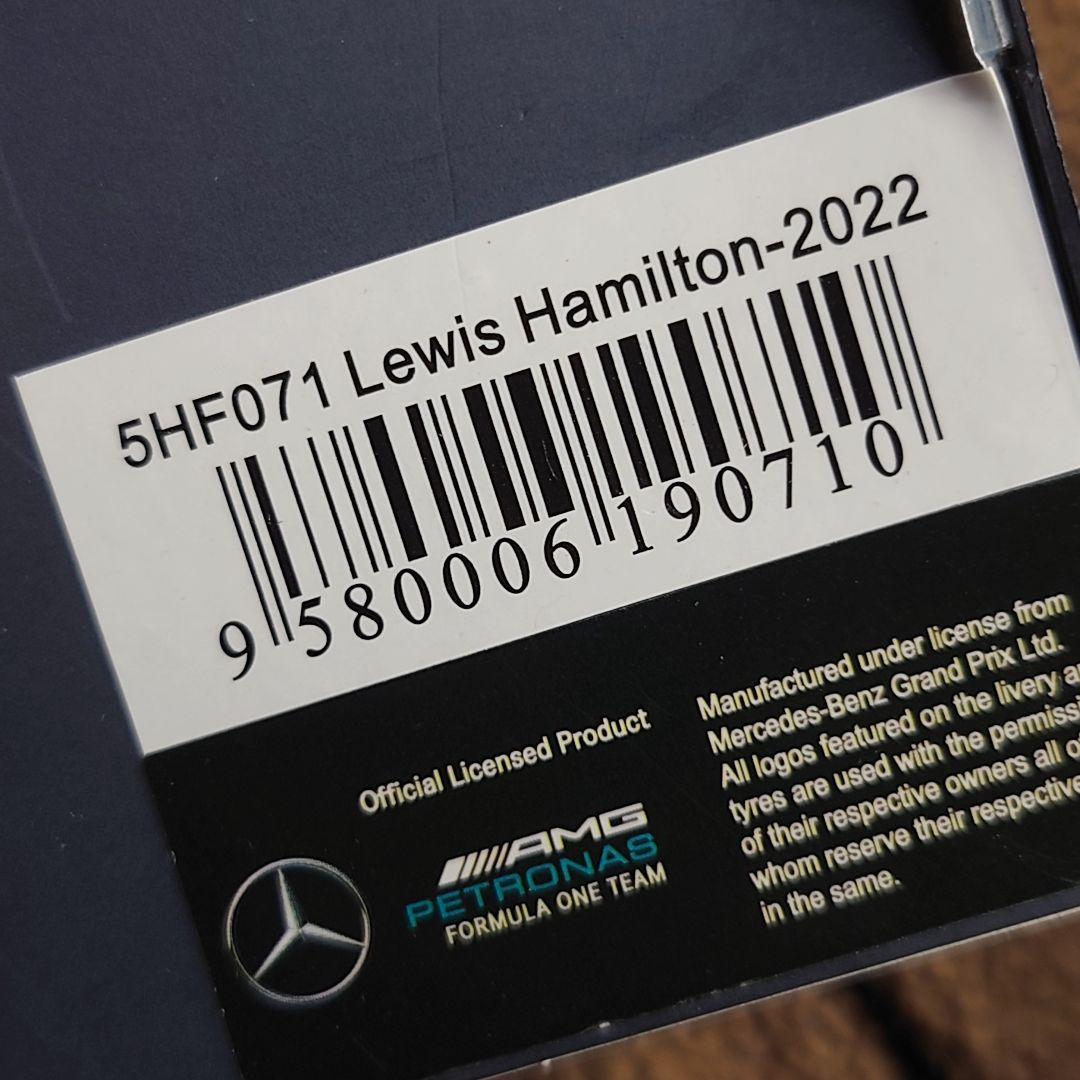 5HF071 Lewis Hamilton-2022
9 580006 190710
Official Licensed Product
AMG
PETRONAS
FORMULA ONE TEAM
Manufactured under license from
Mercedes-Benz Grand Prix Ltd.
All logos featured on the livery
tyres are used with the
of their respective owners all
whom reserve their respective
in the same.